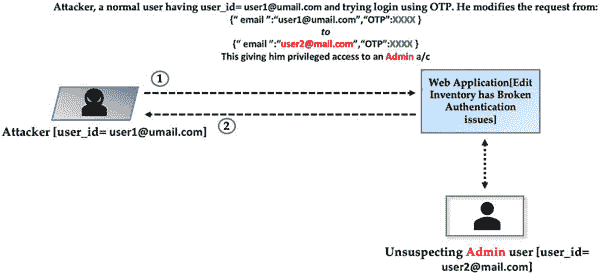 Attacker, a normal user having user_id= user1@umail.com and trying login using OTP. He modifies the request from:
{“ email ”:“user1@umail.com”,“OTP”:XXXX }
to
{“ email ”:“user2@mail.com”,“OTP”:XXXX }
This giving him privileged access to an Admin a/c
1
Web Application[Edit
Inventory has Broken
Authentication
issues]
2
Attacker [user_id= user1@umail.com]
Unsuspecting Admin user [user_id=
user2@mail.com]